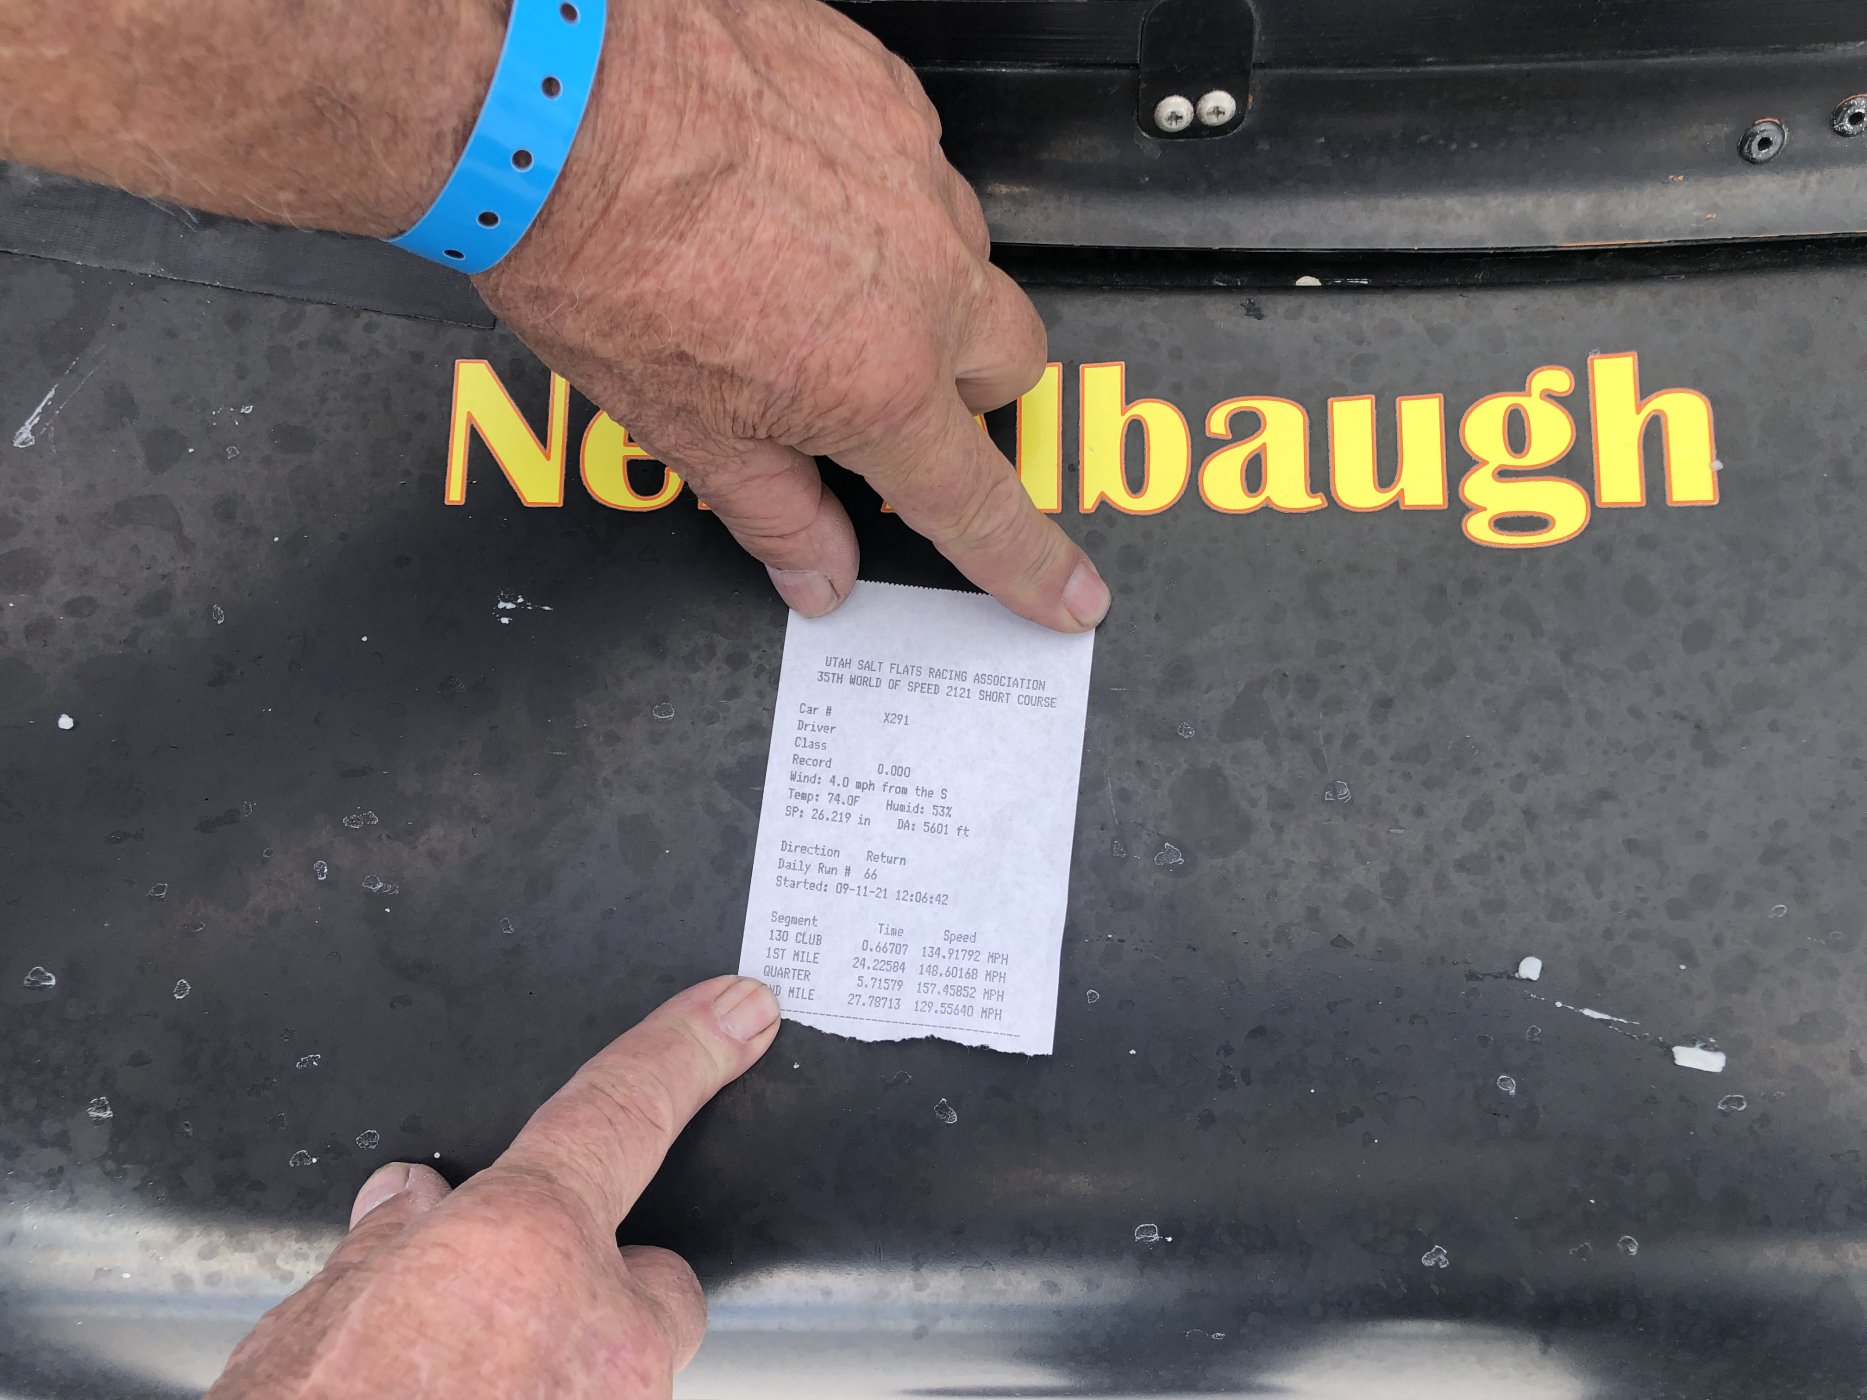 Ne lbaugh
UTAH SALT FLATS RACING ASSOCIATION
35TH WORLD OF SPEED 2121 SHORT COURSE
Car # X291
Driver
Class
Record 0.000
Wind: 4.0 mph from the S
Temp: 74.0F Humid: 53%
SP: 26.219 in DA: 5601 ft
Direction Return
Daily Run # 66
Started: 09-11-21 12:06:42
Segment Time Speed
130 CLUB 0.66707 134.91792 MPH
1ST MILE 24.22584 148.60168 MPH
QUARTER 5.71579 157.45852 MPH
ND MILE 27.78713 129.55640 MPH